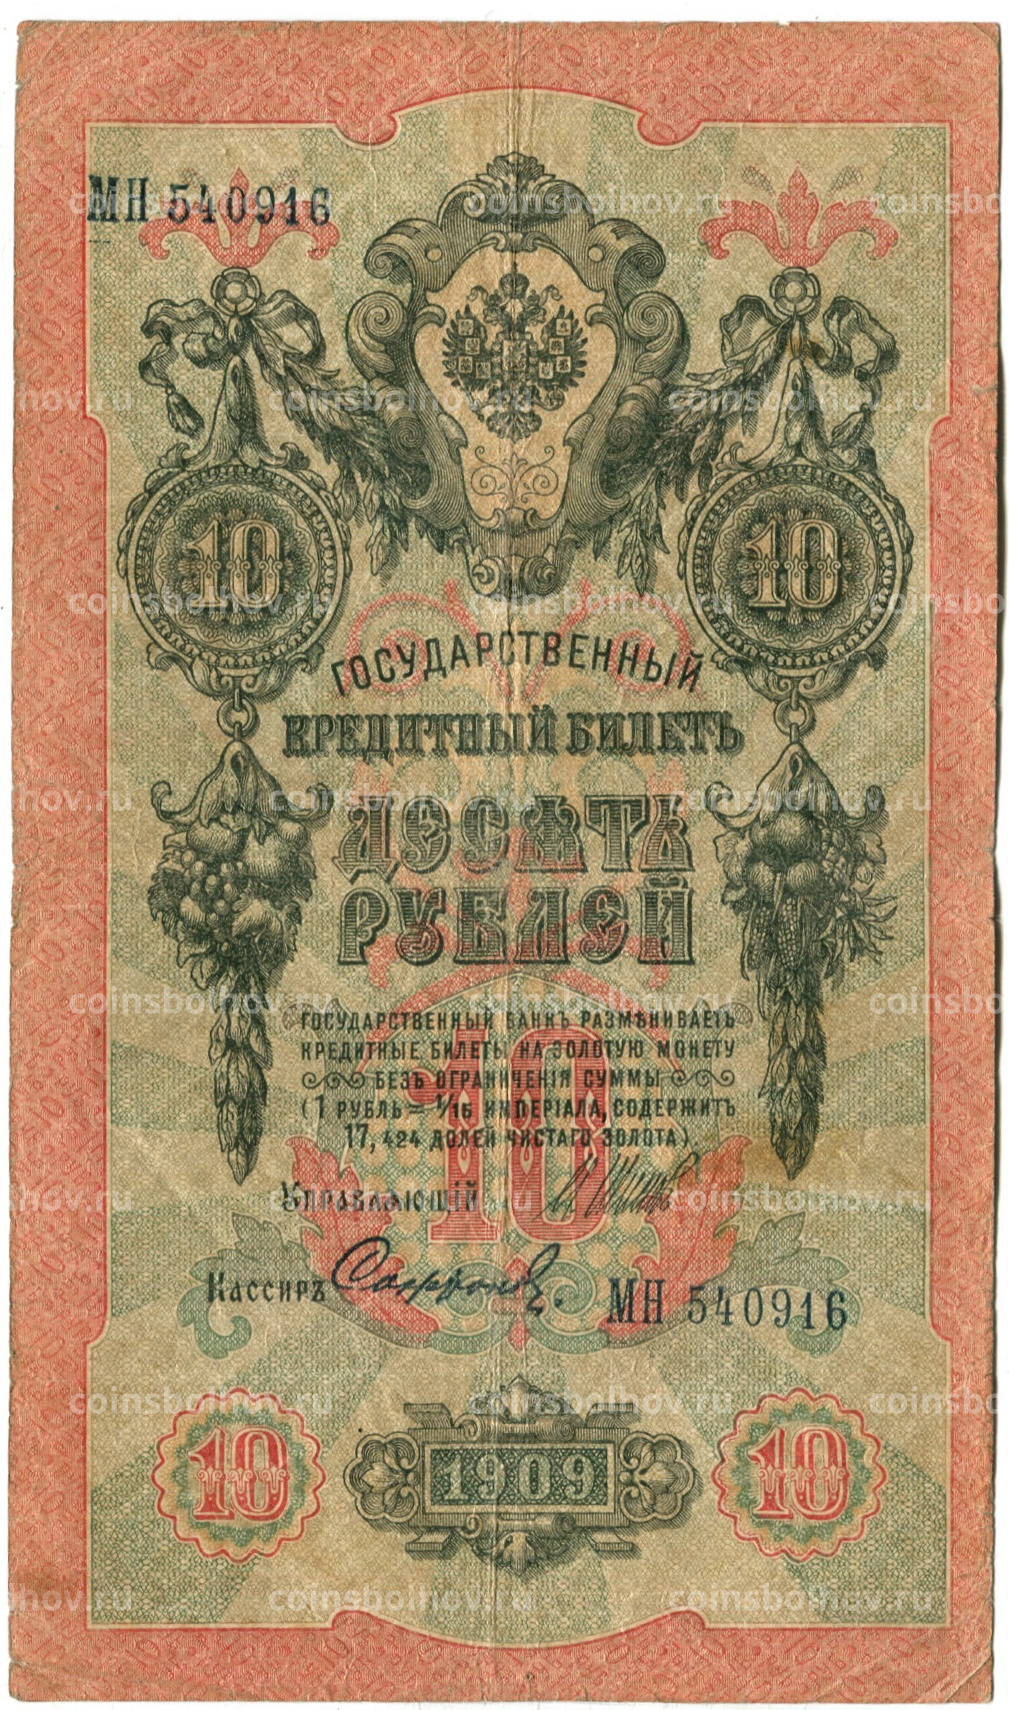 МН 540916
10 10
ГОСУДАРСТВЕННЫЙ
КРЕДИТНЫЙ БИЛЕТЪ
ДЕСЯТЬ
РУБЛЕЙ
ГОСУДАРСТВЕННЫЙ БАНКЪ РАЗМѢНИВАЕТЪ
КРЕДИТНЫЕ БИЛЕТЫ НА ЗОЛОТУЮ МОНЕТУ
БЕЗЪ ОГРАНИЧЕНІЯ СУММЫ
(1 РУБЛЬ = 1/15 ИМПЕРІАЛА, СОДЕРЖИТЪ
17,424 ДОЛЕЙ ЧИСТАГО ЗОЛОТА).
10
УПРАВЛЯЮЩІЙ
КАССИРЪ Софронов.
МН 540916
10 1909 10
coinsbolhov.ru